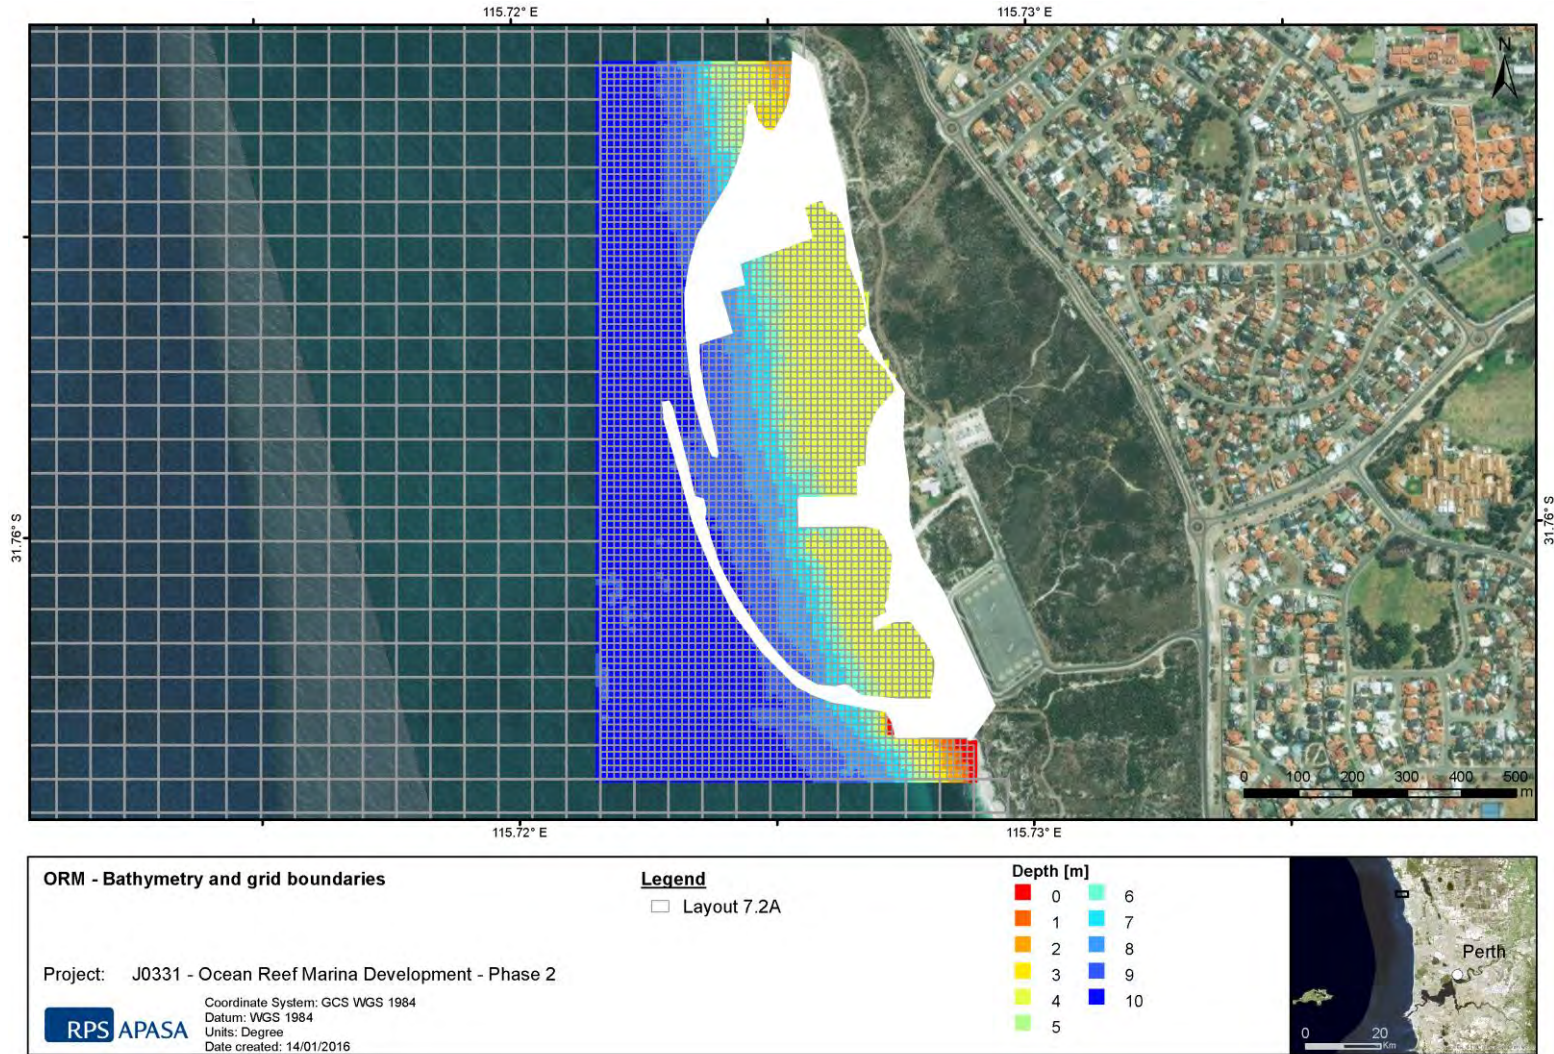 115.72° E
115.73° E
N
31.76° S
31.76° S
0 100 200 300 400 500
m
115.72° E
115.73° E
ORM - Bathymetry and grid boundaries
Legend
Layout 7.2A
Project: J0331 - Ocean Reef Marina Development - Phase 2
RPS APASA
Coordinate System: GCS WGS 1984
Datum: WGS 1984
Units: Degree
Date created: 14/01/2016
Depth [m]
0 6
1 7
2 8
3 9
4 10
5
Perth
0 20
Km